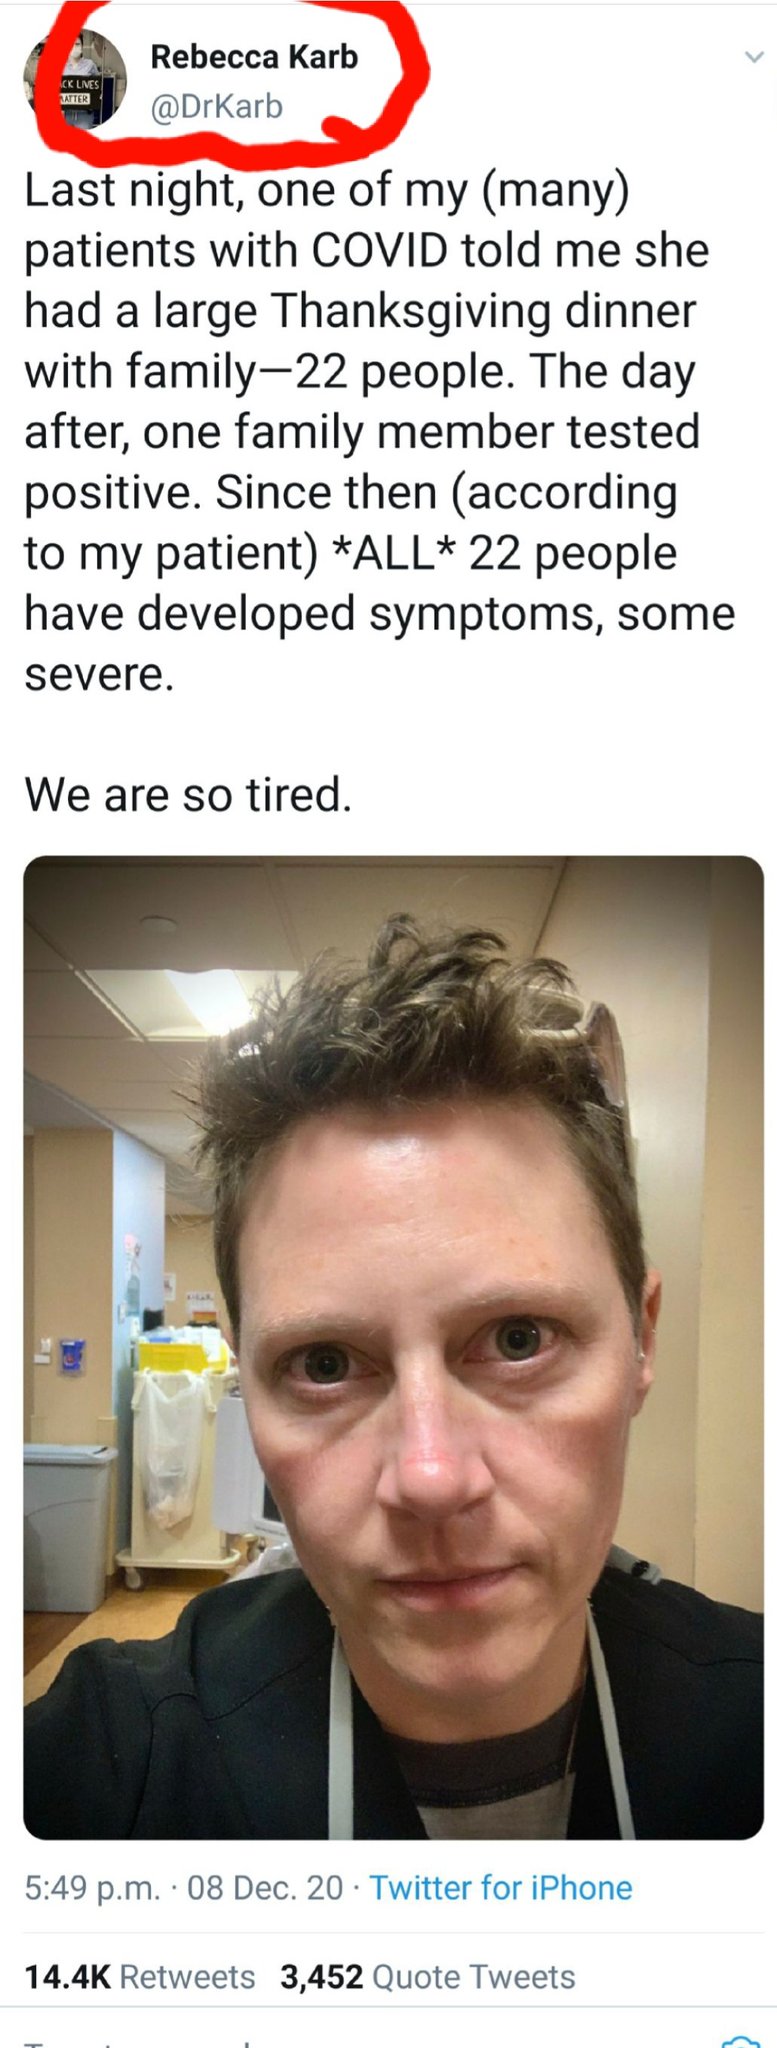 Rebecca Karb
CK LIVES
MATTER
@DrKarb
Last night, one of my (many)
patients with COVID told me she
had a large Thanksgiving dinner
with family—22 people. The day
after, one family member tested
positive. Since then (according
to my patient) *ALL* 22 people
have developed symptoms, some
severe.
We are so tired.
5:49 p.m. · 08 Dec. 20 · Twitter for iPhone
14.4K Retweets 3,452 Quote Tweets